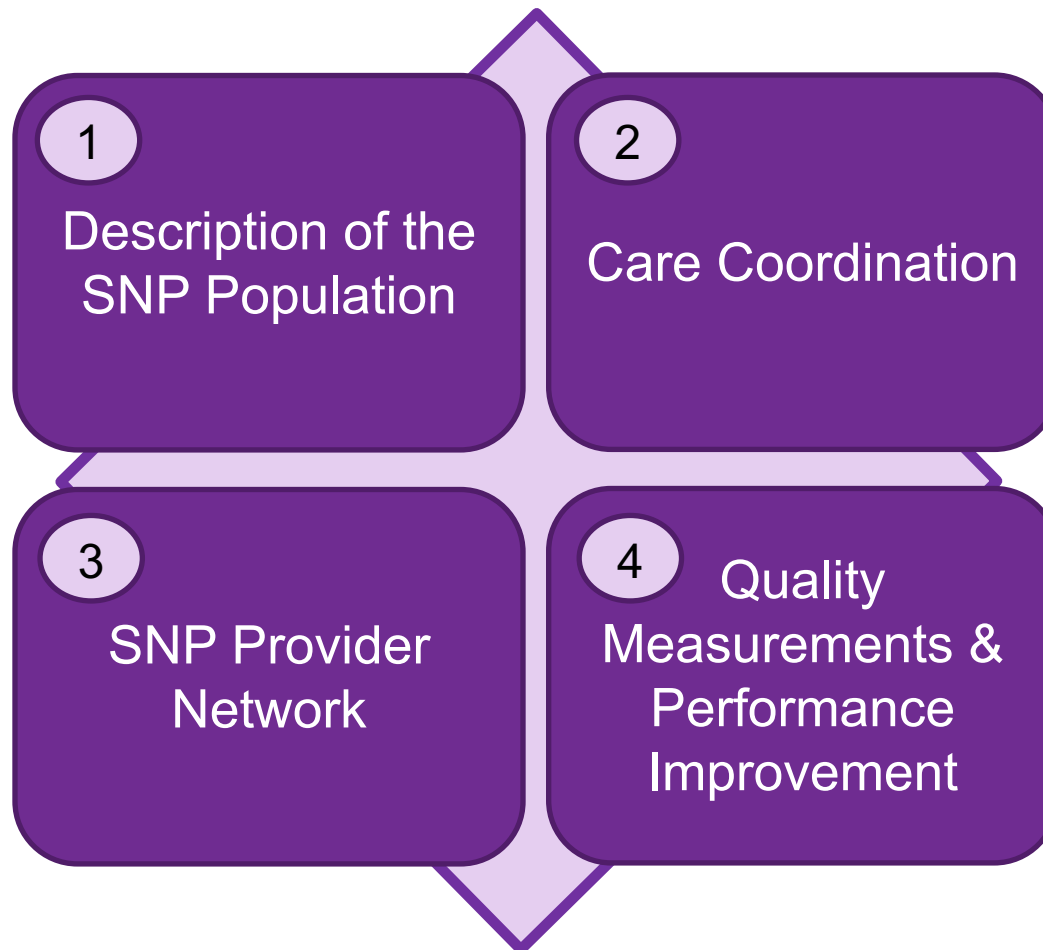 1
Description of the
SNP Population
2
Care Coordination
3
SNP Provider
Network
4
Quality
Measurements &
Performance
Improvement